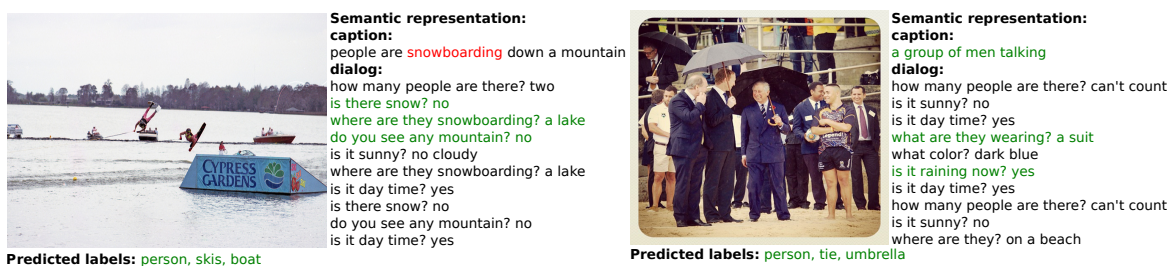 Semantic representation:
caption:
people are snowboarding down a mountain
dialog:
how many people are there? two
is there snow? no
where are they snowboarding? a lake
do you see any mountain? no
is it sunny? no cloudy
where are they snowboarding? a lake
is it day time? yes
is there snow? no
do you see any mountain? no
is it day time? yes
CYPRESS
GARDENS
Predicted labels: person, skis, boat
Semantic representation:
caption:
a group of men talking
dialog:
how many people are there? can't count
is it sunny? no
is it day time? yes
what are they wearing? a suit
what color? dark blue
is it raining now? yes
is it day time? yes
how many people are there? can't count
is it sunny? no
where are they? on a beach
Predicted labels: person, tie, umbrella